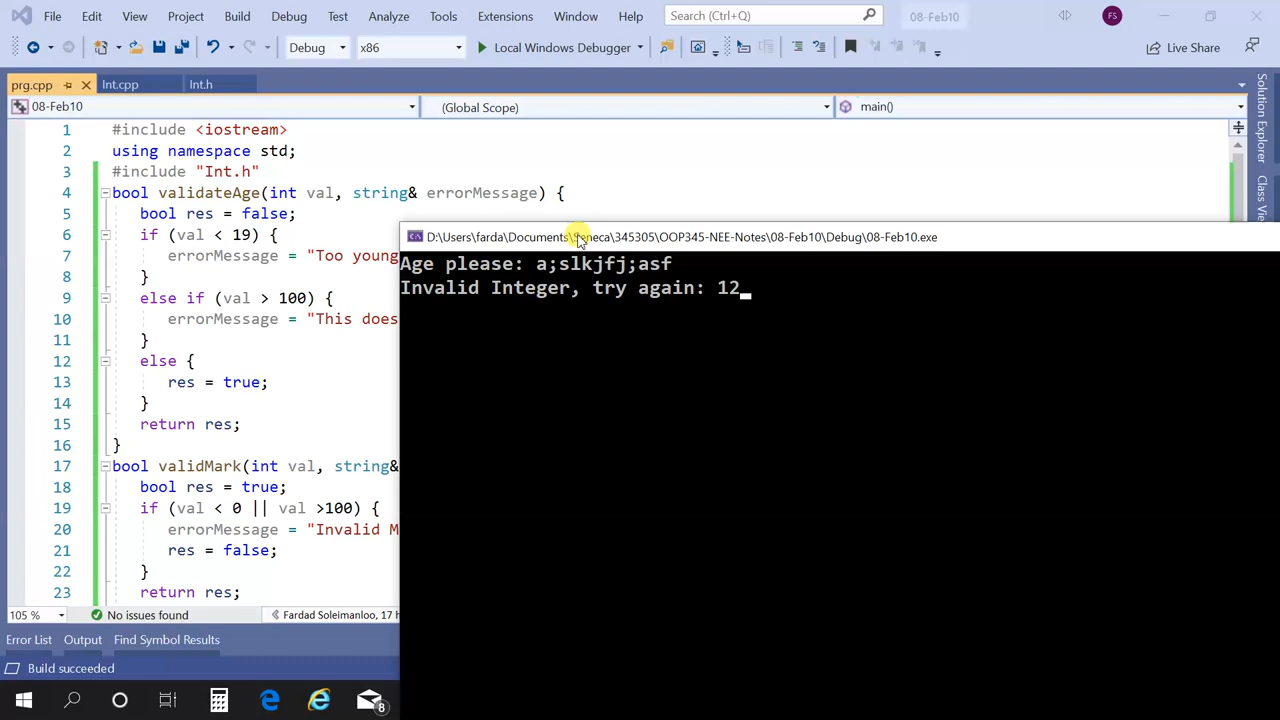 File Edit View Project Build Debug Test Analyze Tools Extensions Window Help Search (Ctrl+Q) 08-Feb10 FS
Debug x86 Local Windows Debugger Live Share
prg.cpp Int.cpp Int.h
08-Feb10 (Global Scope) main()
Solution Explorer
Class View
1 #include <iostream>
2 using namespace std;
3 #include "Int.h"
4 bool validateAge(int val, string& errorMessage) {
5 bool res = false;
6 if (val < 19) {
7 errorMessage = "Too young
8 }
9 else if (val > 100) {
10 errorMessage = "This does
11 }
12 else {
13 res = true;
14 }
15 return res;
16 }
17 bool validMark(int val, string&
18 bool res = true;
19 if (val < 0 || val >100) {
20 errorMessage = "Invalid M
21 res = false;
22 }
23 return res;
D:\Users\farda\Documents\Seneca\345305\OOP345-NEE-Notes\08-Feb10\Debug\08-Feb10.exe
Age please: a;slkjfj;asf
Invalid Integer, try again: 12
105 % No issues found Fardad Soleimanloo, 17 h
Error List Output Find Symbol Results
Build succeeded
8